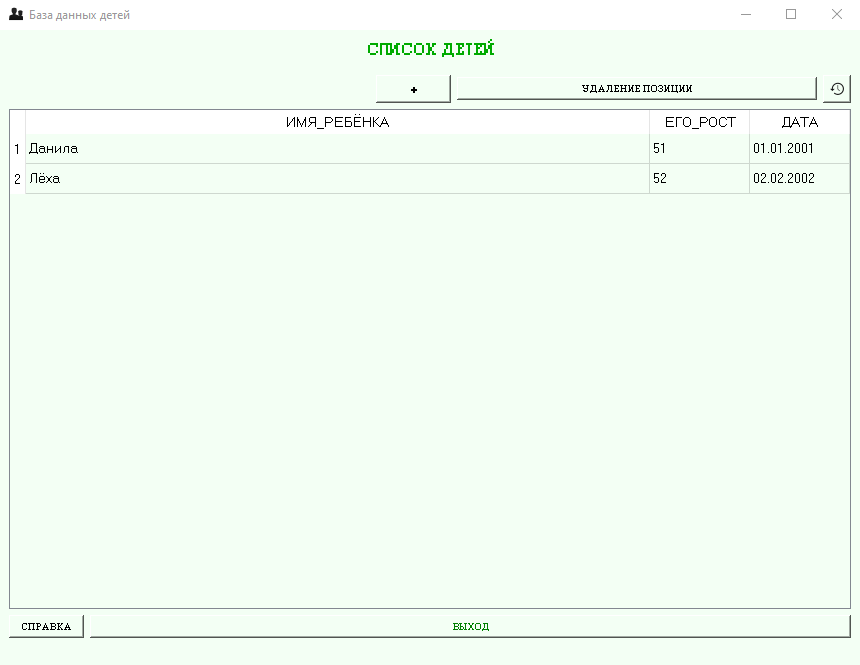 База данных детей
СПИСОК ДЕТЕЙ
+ УДАЛЕНИЕ ПОЗИЦИИ
ИМЯ_РЕБЁНКА ЕГО_РОСТ ДАТА
1 Данила 51 01.01.2001
2 Лёха 52 02.02.2002
СПРАВКА ВЫХОД